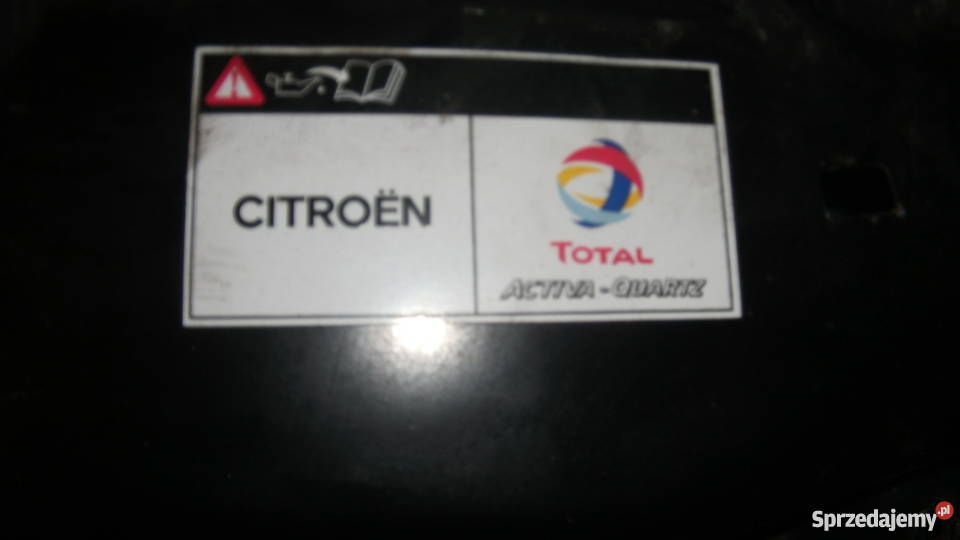 CITROËN
TOTAL
ACTIVA - QUARTZ
Sprzedajemy.pl